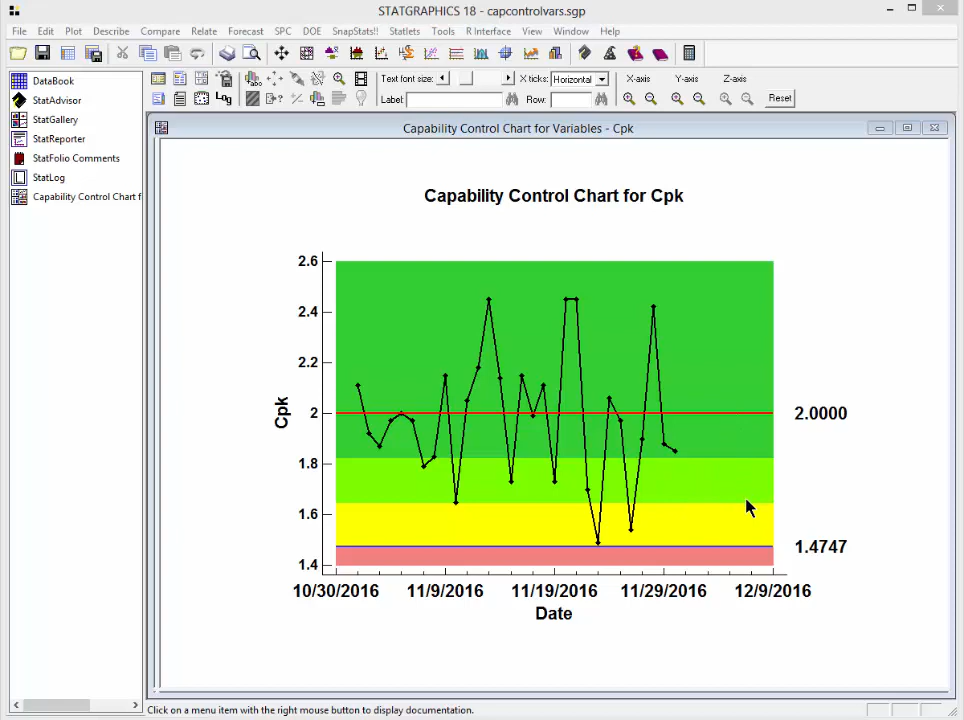 STATGRAPHICS 18 - capcontrolvars.sgp
File Edit Plot Describe Compare Relate Forecast SPC DOE SnapStats!! Statlets Tools R Interface View Window Help
Text font size: X ticks: Horizontal X-axis Y-axis Z-axis
Log Label: Row: Reset
DataBook
StatAdvisor
StatGallery
StatReporter
StatFolio Comments
StatLog
Capability Control Chart f
Capability Control Chart for Variables - Cpk
Capability Control Chart for Cpk
2.6
2.4
2.2
2
1.8
1.6
1.4
Cpk
2.0000
1.4747
10/30/2016 11/9/2016 11/19/2016 11/29/2016 12/9/2016
Date
Click on a menu item with the right mouse button to display documentation.